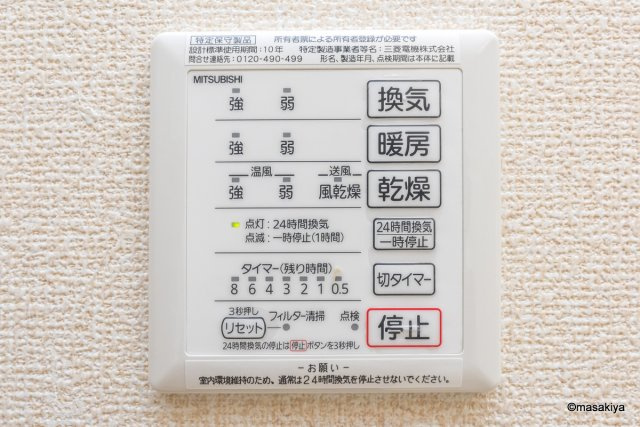 特定保守製品 所有者票による所有者登録が必要です
設計標準使用期間:10年 特定製造事業者等名:三菱電機株式会社
問合せ連絡先:0120-490-499 形名、製造年月、点検期間は本体に記載
MITSUBISHI
強 弱 換気
強 弱 暖房
温風 送風
強 弱 風乾燥 乾燥
点灯:24時間換気
点滅:一時停止(1時間)
24時間換気
一時停止
タイマー(残り時間)
8 6 4 3 2 1 0.5
切タイマー
3秒押し
リセット フィルター清掃 点検
停止
24時間換気の停止は停止ボタンを3秒押し
-お願い-
室内環境維持のため、通常は24時間換気を停止させないでください。
©masakiya